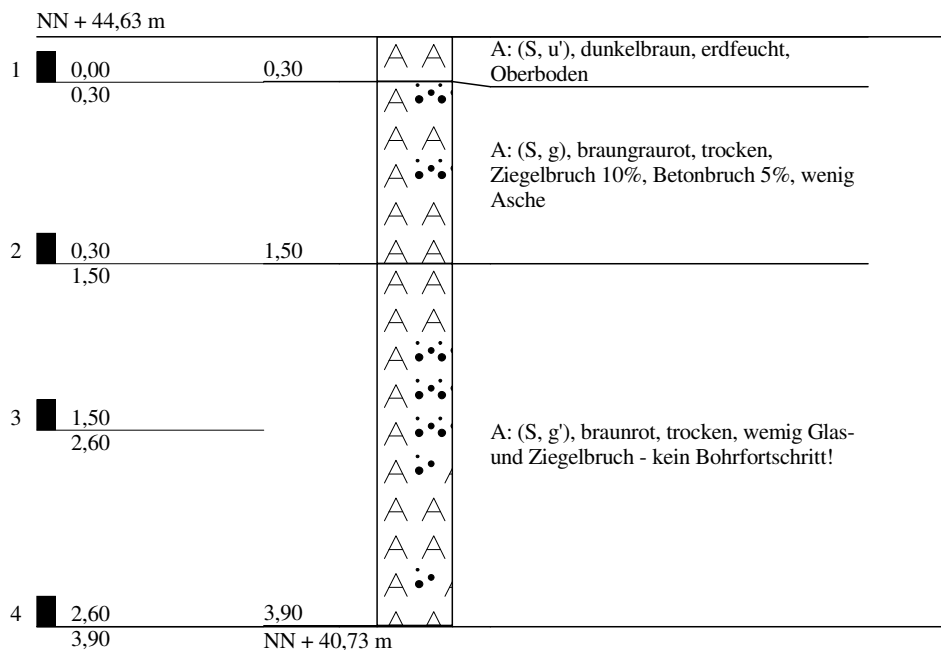 NN + 44,63 m
A: (S, u'), dunkelbraun, erdfeucht,
Oberboden
1
0,00
0,30
0,30
A: (S, g), braungraurot, trocken,
Ziegelbruch 10%, Betonbruch 5%, wenig
Asche
2
0,30
1,50
1,50
3
1,50
2,60
A: (S, g'), braunrot, trocken, wemig Glas-
und Ziegelbruch - kein Bohrfortschritt!
4
2,60
3,90
3,90
NN + 40,73 m